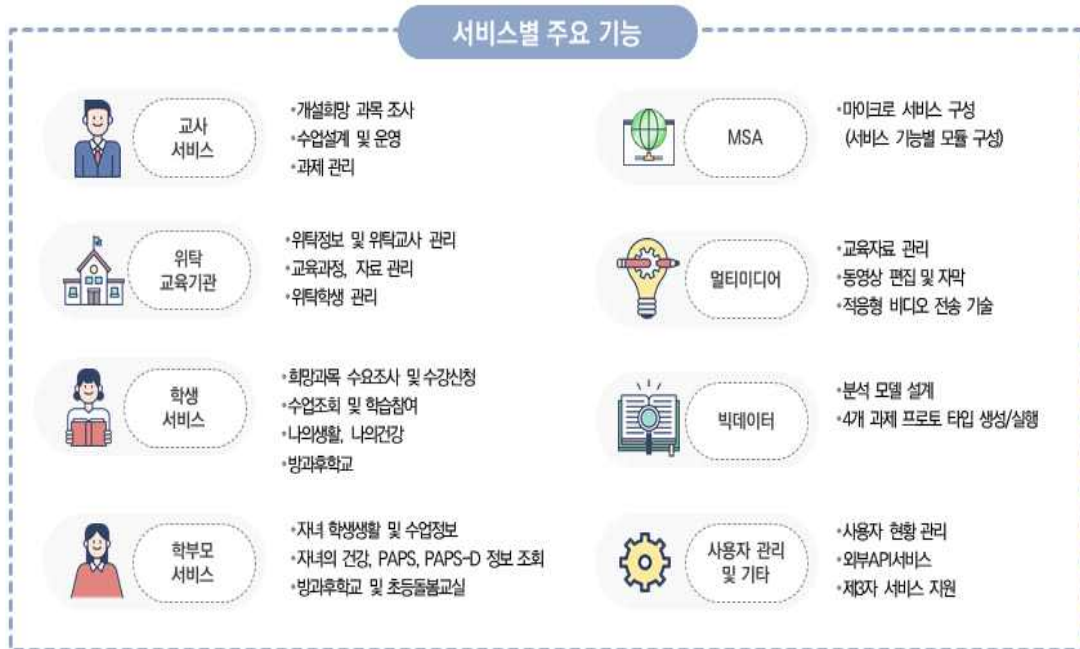 서비스별 주요 기능
교사
서비스
•개설희망 과목 조사
•수업설계 및 운영
•과제 관리
위탁
교육기관
•위탁정보 및 위탁교사 관리
•교육과정, 자료 관리
•위탁학생 관리
학생
서비스
•희망과목 수요조사 및 수강신청
•수업조회 및 학습참여
•나의생활, 나의건강
•방과후학교
학부모
서비스
•자녀 학생생활 및 수업정보
•자녀의 건강, PAPS, PAPS-D 정보 조회
•방과후학교 및 초등돌봄교실
MSA
•마이크로 서비스 구성
(서비스 기능별 모듈 구성)
멀티미디어
•교육자료 관리
•동영상 편집 및 자막
•적응형 비디오 전송 기술
빅데이터
•분석 모델 설계
•4개 과제 프로토 타입 생성/실행
사용자 관리
및 기타
•사용자 현황 관리
•외부API서비스
•제3자 서비스 지원